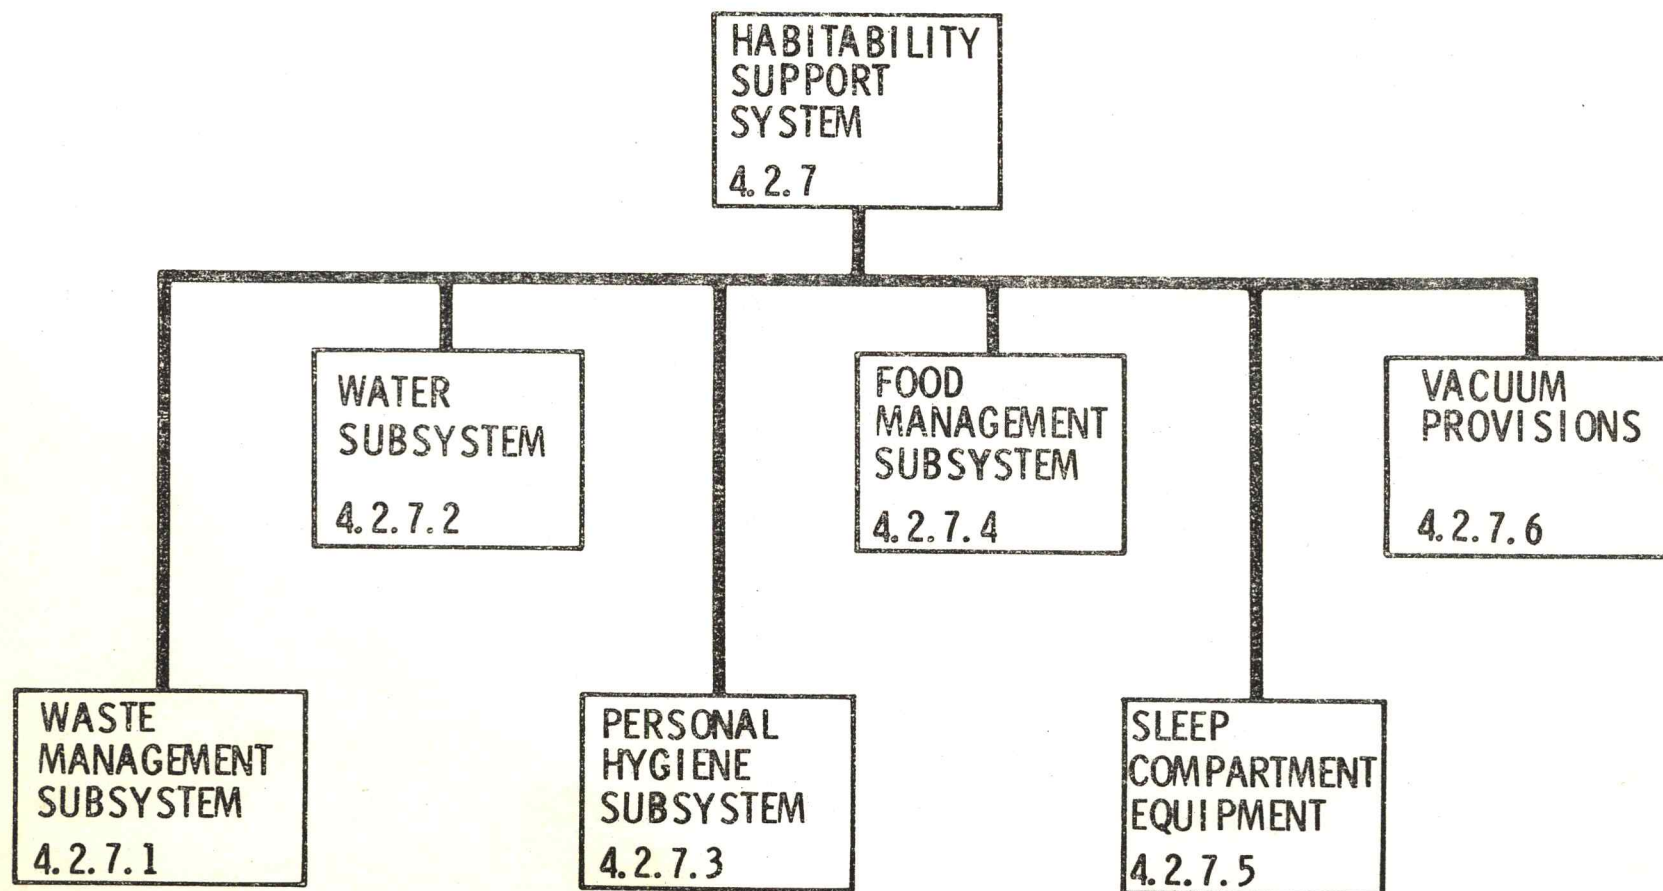 HABITABILITY
SUPPORT
SYSTEM
4.2.7
WATER
SUBSYSTEM
4.2.7.2
FOOD
MANAGEMENT
SUBSYSTEM
4.2.7.4
VACUUM
PROVISIONS
4.2.7.6
WASTE
MANAGEMENT
SUBSYSTEM
4.2.7.1
PERSONAL
HYGIENE
SUBSYSTEM
4.2.7.3
SLEEP
COMPARTMENT
EQUIPMENT
4.2.7.5